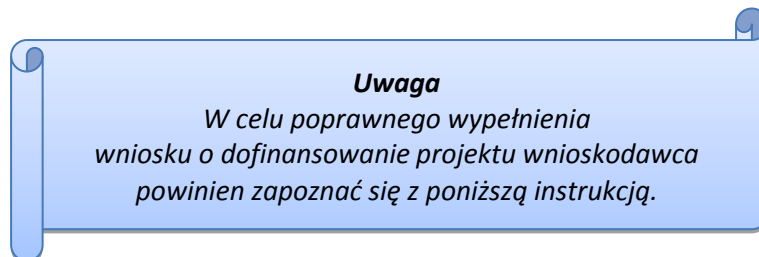 Uwaga
W celu poprawnego wypełnienia
wniosku o dofinansowanie projektu wnioskodawca
powinien zapoznać się z poniższą instrukcją.